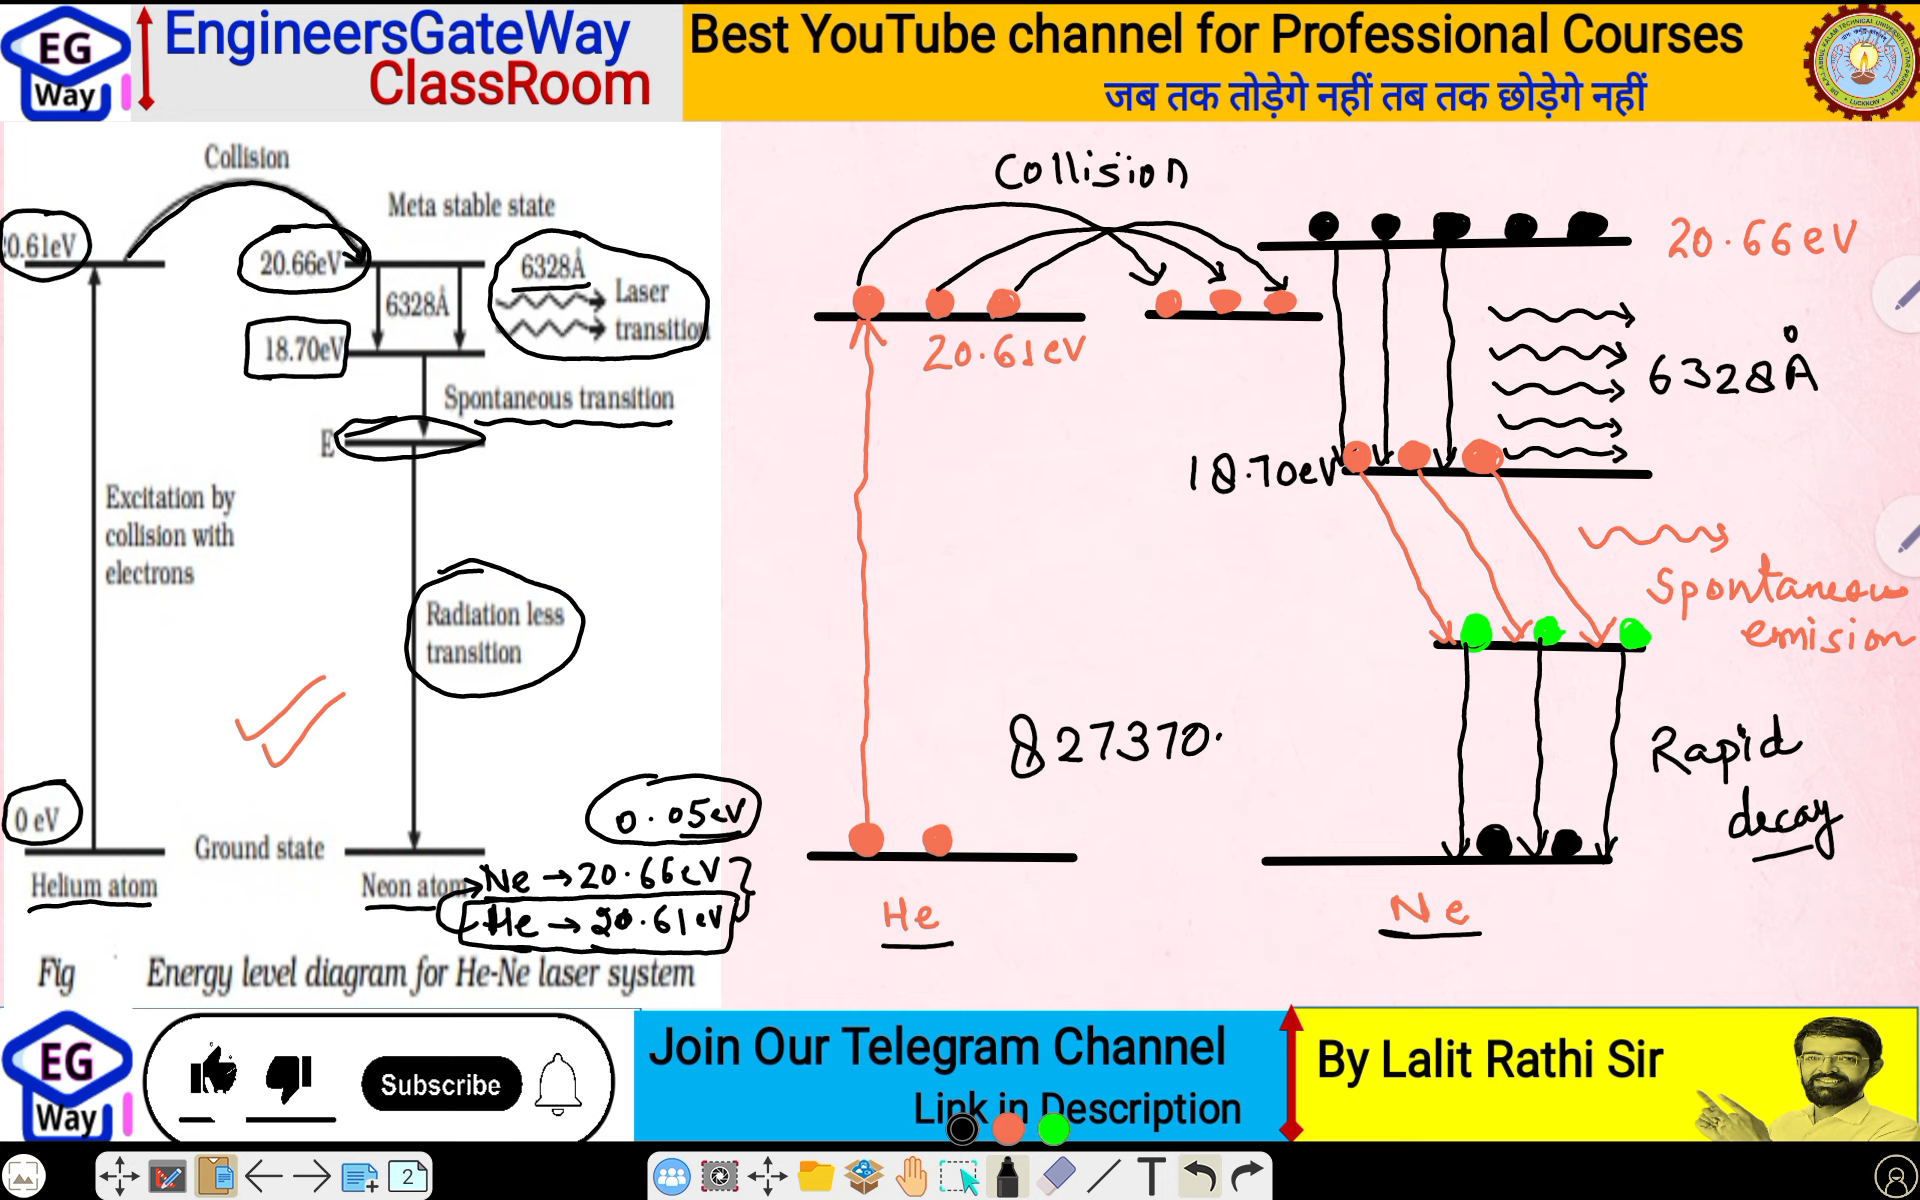 EG
Way
EngineersGateWay
ClassRoom
Best YouTube channel for Professional Courses
जब तक तोड़ेगे नहीं तब तक छोड़ेगे नहीं
Collision
Meta stable state
0.61eV
20.66eV
6328Å
6328Å
Laser
transition
18.70eV
Spontaneous transition
E
Excitation by
collision with
electrons
Radiation less
transition
0 eV
Ground state
Helium atom
Neon atom
0.05eV
Ne → 20.66eV
He → 20.61eV
Fig
Energy level diagram for He-Ne laser system
Collision
20.66eV
20.61eV
6328Å
18.70eV
Spontaneous
emision
827370.
Rapid
decay
He
Ne
EG
Way
Subscribe
Join Our Telegram Channel
Link in Description
By Lalit Rathi Sir
2
T